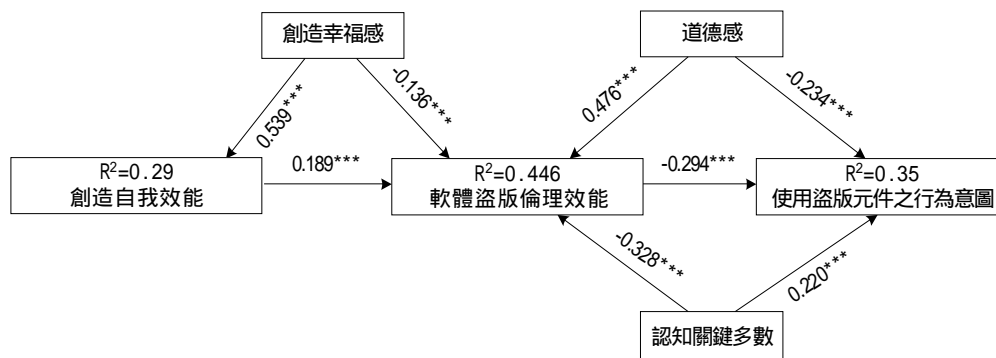 創造幸福感
道德感
0.539***
-0.136***
0.476***
-0.234***
R²=0.29
創造自我效能
0.189***
R²=0.446
軟體盜版倫理效能
-0.294***
R²=0.35
使用盜版元件之行為意圖
-0.328***
0.220***
認知關鍵多數